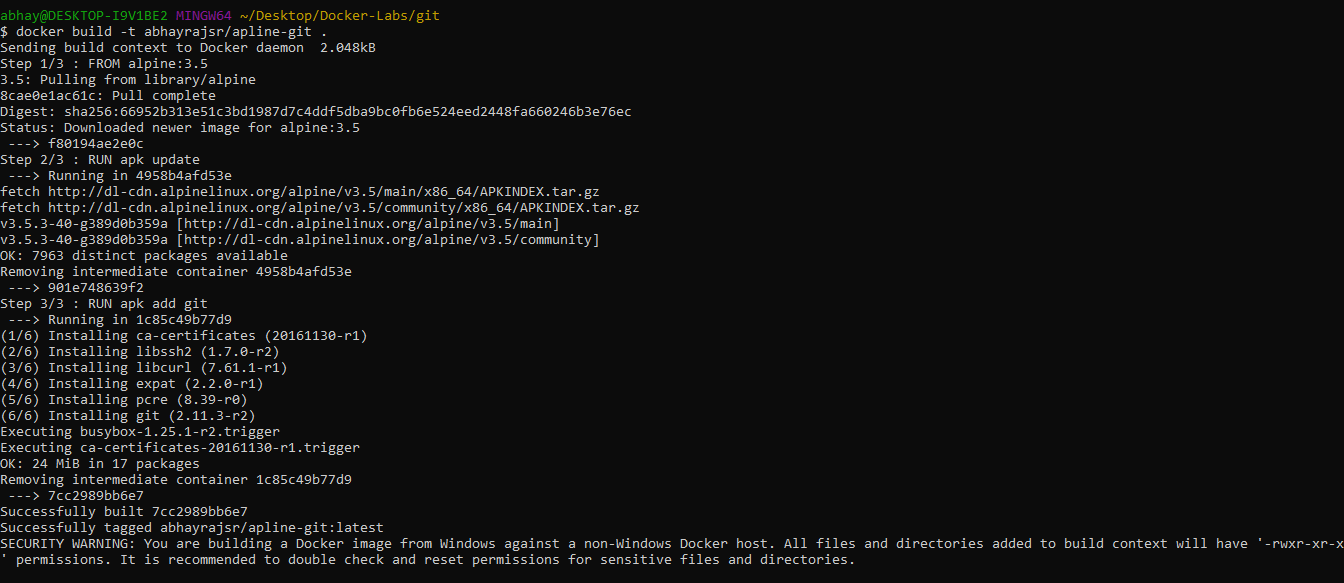 abhay@DESKTOP-I9V1BE2 MINGW64 ~/Desktop/Docker-Labs/git
$ docker build -t abhayrajsr/apline-git .
Sending build context to Docker daemon  2.048kB
Step 1/3 : FROM alpine:3.5
3.5: Pulling from library/alpine
8cae0e1ac61c: Pull complete
Digest: sha256:66952b313e51c3bd1987d7c4ddf5dba9bc0fb6e524eed2448fa660246b3e76ec
Status: Downloaded newer image for alpine:3.5
 ---> f80194ae2e0c
Step 2/3 : RUN apk update
 ---> Running in 4958b4afd53e
fetch http://dl-cdn.alpinelinux.org/alpine/v3.5/main/x86_64/APKINDEX.tar.gz
fetch http://dl-cdn.alpinelinux.org/alpine/v3.5/community/x86_64/APKINDEX.tar.gz
v3.5.3-40-g389d0b359a [http://dl-cdn.alpinelinux.org/alpine/v3.5/main]
v3.5.3-40-g389d0b359a [http://dl-cdn.alpinelinux.org/alpine/v3.5/community]
OK: 7963 distinct packages available
Removing intermediate container 4958b4afd53e
 ---> 901e748639f2
Step 3/3 : RUN apk add git
 ---> Running in 1c85c49b77d9
(1/6) Installing ca-certificates (20161130-r1)
(2/6) Installing libssh2 (1.7.0-r2)
(3/6) Installing libcurl (7.61.1-r1)
(4/6) Installing expat (2.2.0-r1)
(5/6) Installing pcre (8.39-r0)
(6/6) Installing git (2.11.3-r2)
Executing busybox-1.25.1-r2.trigger
Executing ca-certificates-20161130-r1.trigger
OK: 24 MiB in 17 packages
Removing intermediate container 1c85c49b77d9
 ---> 7cc2989bb6e7
Successfully built 7cc2989bb6e7
Successfully tagged abhayrajsr/apline-git:latest
SECURITY WARNING: You are building a Docker image from Windows against a non-Windows Docker host. All files and directories added to build context will have '-rwxr-xr-x
' permissions. It is recommended to double check and reset permissions for sensitive files and directories.